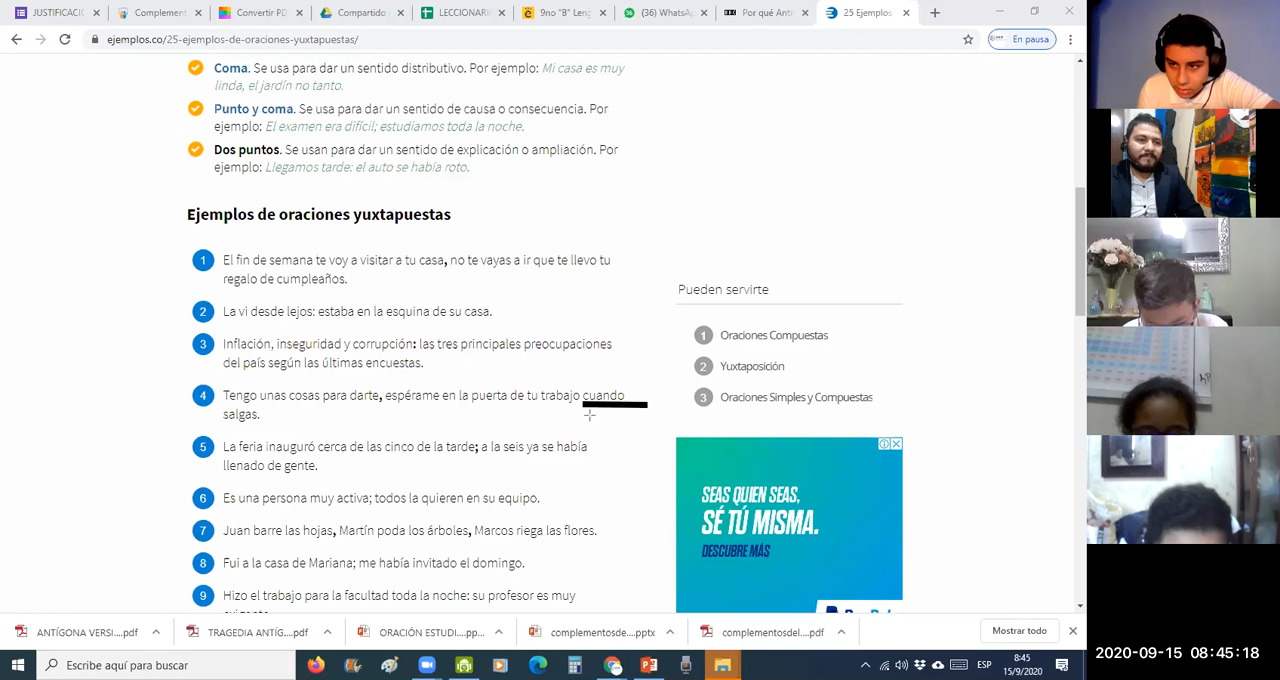 JUSTIFICACI
Complement
Convertir PD
Compartido
LECCIONARI
9no "B" Leng
(36) WhatsA
Por qué Antí
25 Ejemplos
ejemplos.co/25-ejemplos-de-oraciones-yuxtapuestas/
En pausa
Coma. Se usa para dar un sentido distributivo. Por ejemplo: Mi casa es muy
linda, el jardín no tanto.
Punto y coma. Se usa para dar un sentido de causa o consecuencia. Por
ejemplo: El examen era difícil; estudiamos toda la noche.
Dos puntos. Se usan para dar un sentido de explicación o ampliación. Por
ejemplo: Llegamos tarde: el auto se había roto.
Ejemplos de oraciones yuxtapuestas
1 El fin de semana te voy a visitar a tu casa, no te vayas a ir que te llevo tu
regalo de cumpleaños.
2 La vi desde lejos: estaba en la esquina de su casa.
3 Inflación, inseguridad y corrupción: las tres principales preocupaciones
del país según las últimas encuestas.
4 Tengo unas cosas para darte, espérame en la puerta de tu trabajo cuando
salgas.
5 La feria inauguró cerca de las cinco de la tarde; a la seis ya se había
llenado de gente.
6 Es una persona muy activa; todos la quieren en su equipo.
7 Juan barre las hojas, Martín poda los árboles, Marcos riega las flores.
8 Fui a la casa de Mariana; me había invitado el domingo.
9 Hizo el trabajo para la facultad toda la noche: su profesor es muy
Pueden servirte
1 Oraciones Compuestas
2 Yuxtaposición
3 Oraciones Simples y Compuestas
SEAS QUIEN SEAS,
SÉ TÚ MISMA.
DESCUBRE MÁS
ANTÍGONA VERSI....pdf
TRAGEDIA ANTÍG....pdf
ORACIÓN ESTUDI....pp...
complementosde....pptx
complementosdel....pdf
Mostrar todo
Escribe aquí para buscar
ESP
8:45
15/9/2020
2020-09-15 08:45:18